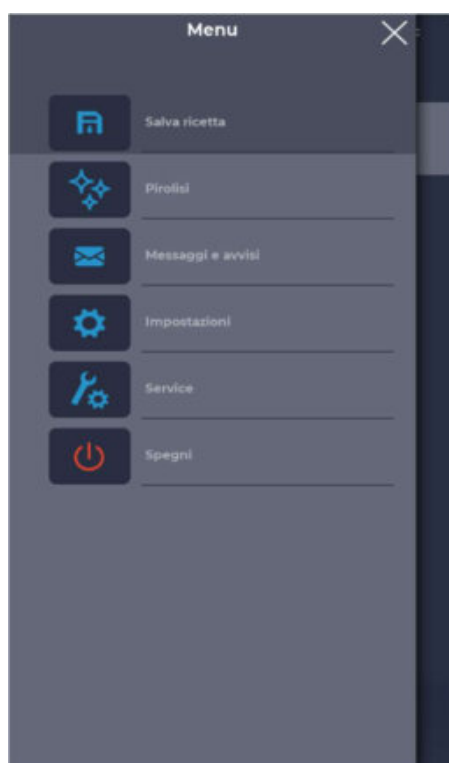 Menu
Salva ricetta
Pirolisi
Messaggi e avvisi
Impostazioni
Service
Spegni